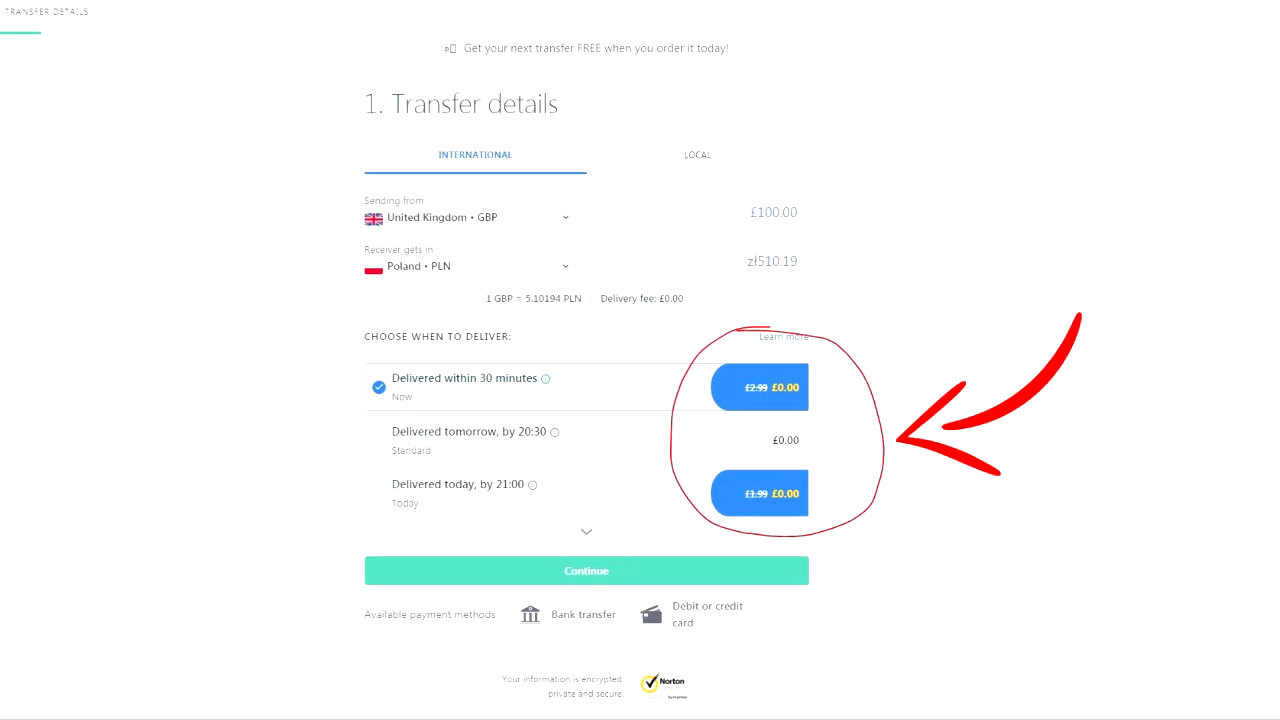 TRANSFER DETAILS
Get your next transfer FREE when you order it today!
1. Transfer details
INTERNATIONAL LOCAL
Sending from
United Kingdom • GBP £100.00
Receiver gets in
Poland • PLN zł510.19
1 GBP = 5.10194 PLN Delivery fee: £0.00
CHOOSE WHEN TO DELIVER: Learn more
Delivered within 30 minutes £2.99 £0.00
Now
Delivered tomorrow, by 20:30 £0.00
Standard
Delivered today, by 21:00 £1.99 £0.00
Today
Continue
Available payment methods Bank transfer Debit or credit
card
Your information is encrypted,
private and secure.
Norton